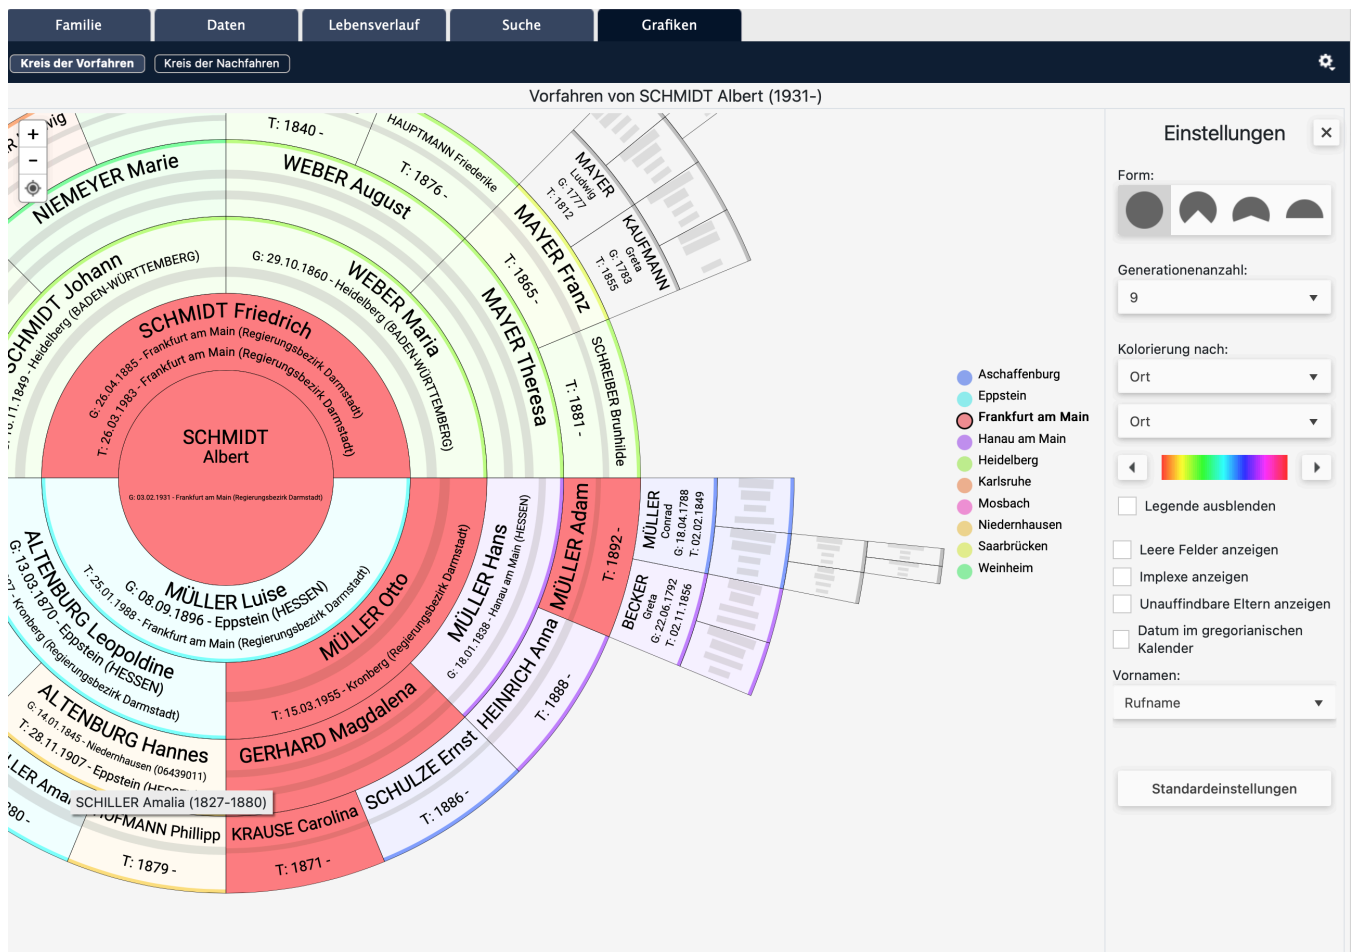 Familie
Daten
Lebensverlauf
Suche
Grafiken
Kreis der Vorfahren
Kreis der Nachfahren
Vorfahren von SCHMIDT Albert (1931-)
+
−
NIEMEYER Marie
T: 1840 -
WEBER August
HAUPTMANN Friederike
T: 1876 -
MAYER Franz
T: 1865 -
MAYER
Ludwig
G: 1777
T: 1812
KAUFMANN
Greta
G: 1783
T: 1855
SCHMIDT Johann
11.1849 - Heidelberg (BADEN-WÜRTTEMBERG)
WEBER Maria
G: 29.10.1860 - Heidelberg (BADEN-WÜRTTEMBERG)
MAYER Theresa
SCHREIBER Brunhilde
T: 1881 -
SCHMIDT Friedrich
G: 26.04.1885 - Frankfurt am Main (Regierungsbezirk Darmstadt)
T: 26.03.1983 - Frankfurt am Main (Regierungsbezirk Darmstadt)
SCHMIDT
Albert
G: 03.02.1931 - Frankfurt am Main (Regierungsbezirk Darmstadt)
MÜLLER Luise
G: 08.09.1896 - Eppstein (HESSEN)
T: 25.01.1988 - Frankfurt am Main (Regierungsbezirk Darmstadt)
ALTENBURG Leopoldine
G: 13.03.1870 - Eppstein (HESSEN)
Kronberg (Regierungsbezirk Darmstadt)
MÜLLER Otto
T: 15.03.1955 - Kronberg (Regierungsbezirk Darmstadt)
MÜLLER Hans
G: 18.01.1838 - Hanau am Main (HESSEN)
GERHARD Magdalena
ALTENBURG Hannes
G: 14.01.1845 - Niedernhausen (06439011)
T: 28.11.1907 - Eppstein
MÜLLER Adam
T: 1892 -
HEINRICH Anna
T: 1888 -
SCHULZE Ernst
T: 1886 -
KRAUSE Carolina
T: 1871 -
HOFMANN Phillipp
T: 1879 -
SCHILLER Amalia (1827-1880)
MÜLLER
Conrad
G: 18.04.1788
T: 02.02.1849
BECKER
Greta
G: 22.06.1792
T: 02.11.1856
Aschaffenburg
Eppstein
Frankfurt am Main
Hanau am Main
Heidelberg
Karlsruhe
Mosbach
Niedernhausen
Saarbrücken
Weinheim
Einstellungen
Form:
Generationenanzahl:
9
Kolorierung nach:
Ort
Ort
Legende ausblenden
Leere Felder anzeigen
Implexe anzeigen
Unauffindbare Eltern anzeigen
Datum im gregorianischen
Kalender
Vornamen:
Rufname
Standardeinstellungen